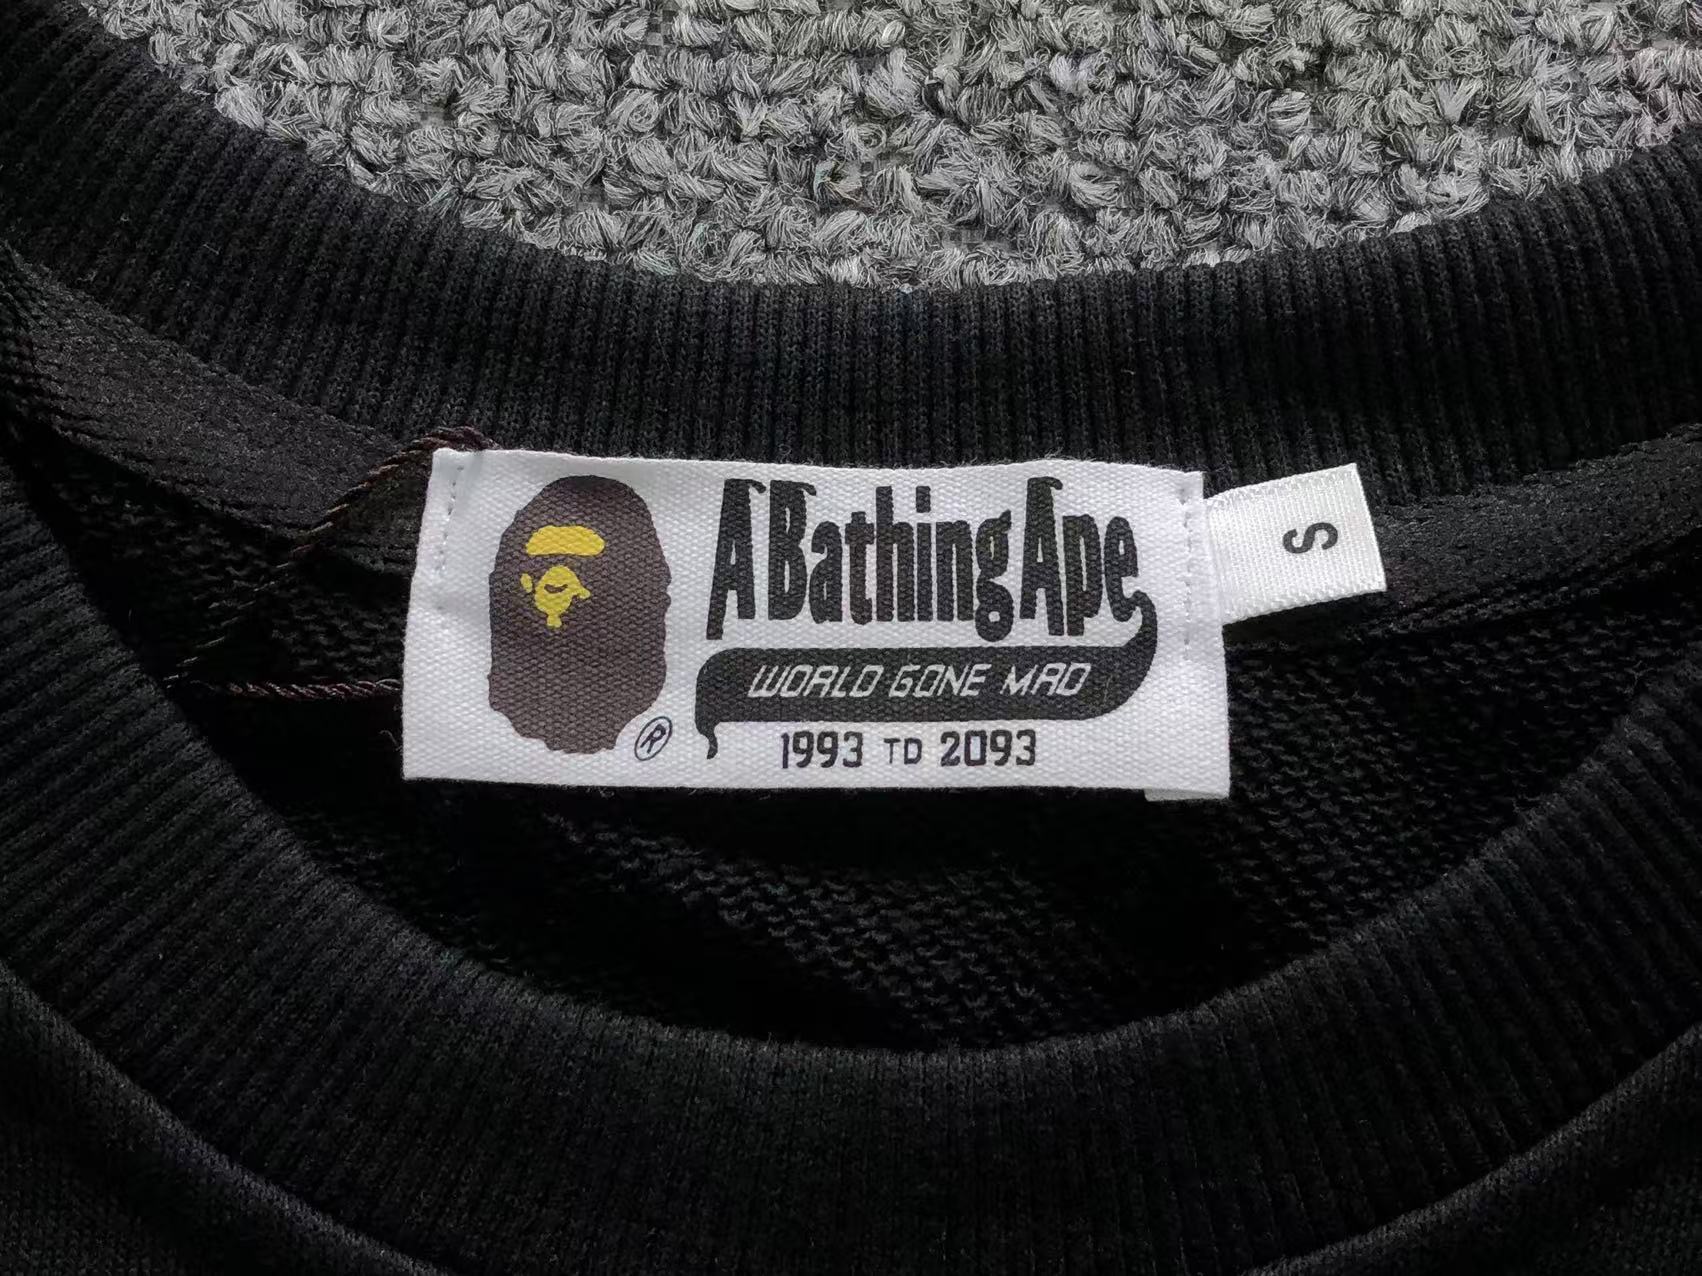 A Bathing Ape
WORLD GONE MAD
1993 TO 2093
®
S